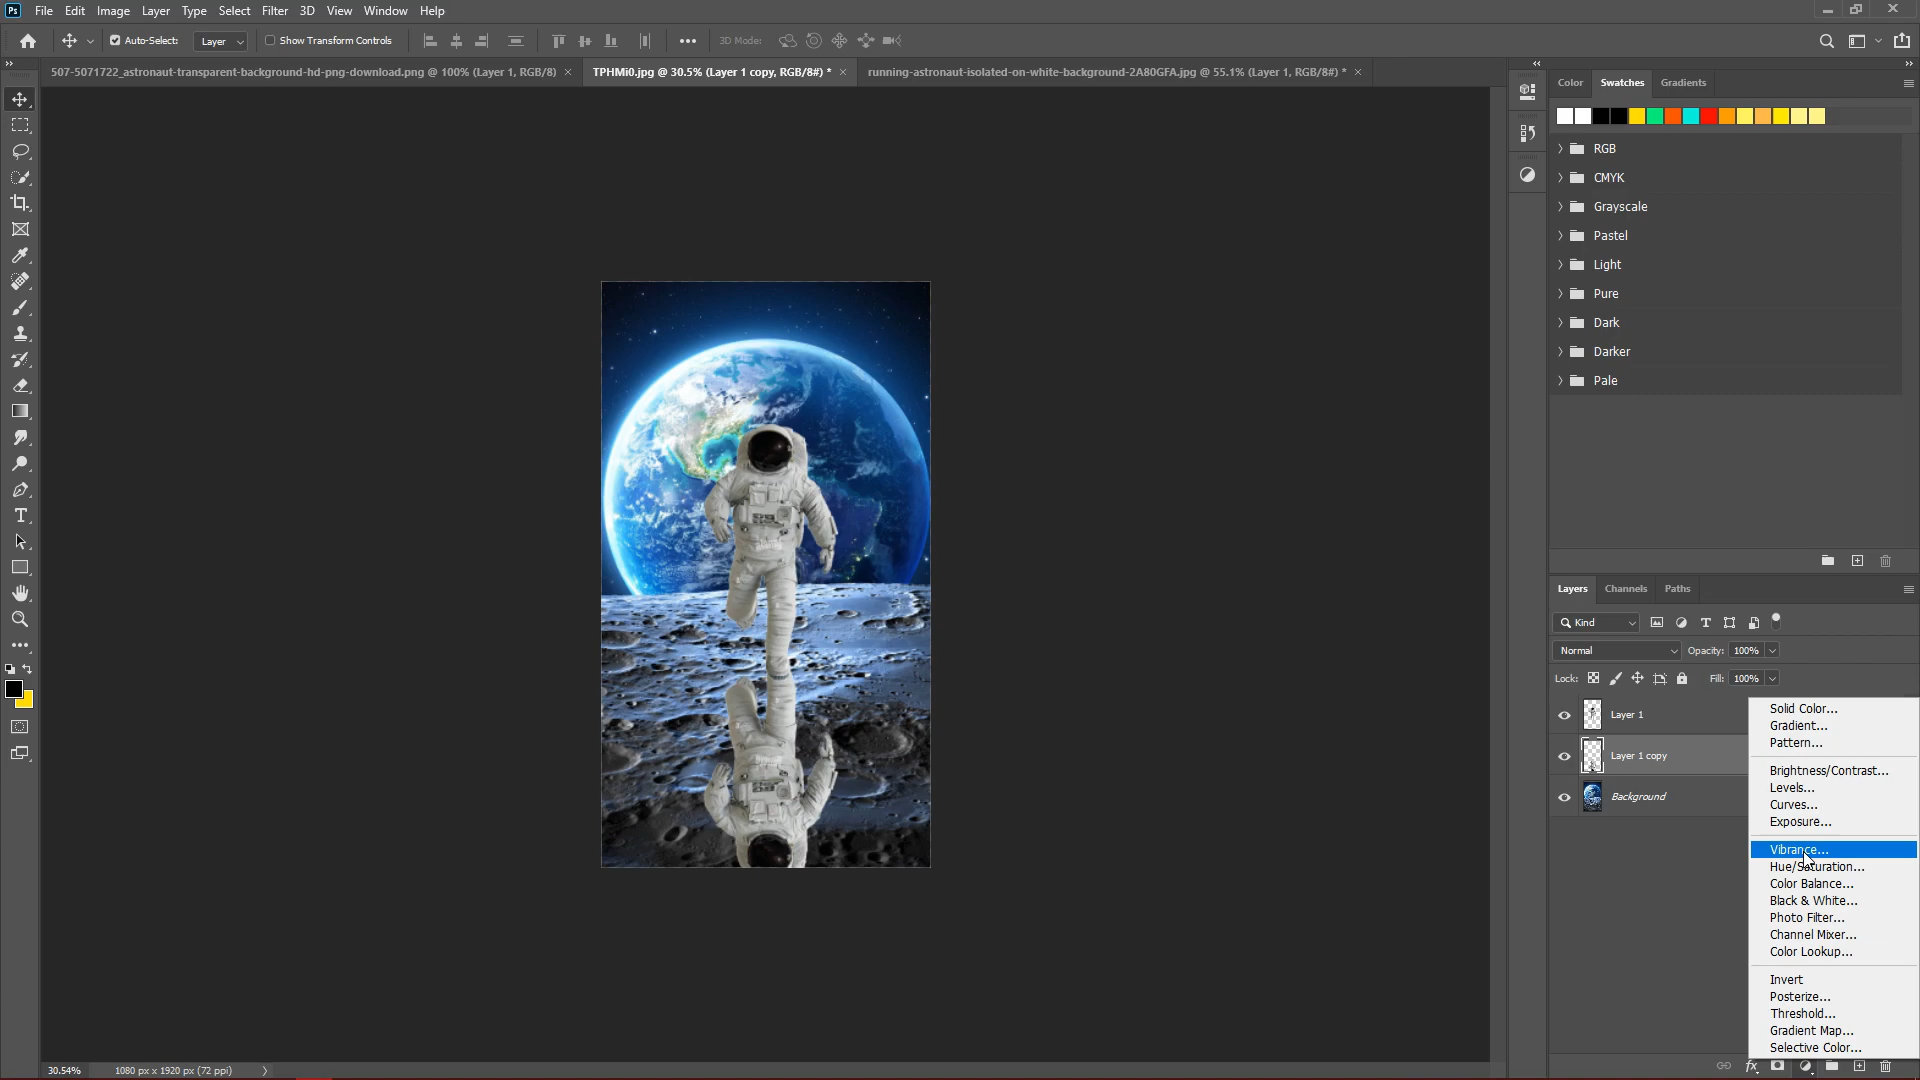 Ps File Edit Image Layer Type Select Filter 3D View Window Help
Auto-Select: Layer Show Transform Controls 3D Mode:
507-5071722_astronaut-transparent-background-hd-png-download.png @ 100% (Layer 1, RGB/8) × TPHMi0.jpg @ 30.5% (Layer 1 copy, RGB/8#) * × running-astronaut-isolated-on-white-background-2A80GFA.jpg @ 55.1% (Layer 1, RGB/8#) * ×
Color Swatches Gradients
RGB
CMYK
Grayscale
Pastel
Light
Pure
Dark
Darker
Pale
Layers Channels Paths
Kind
Normal Opacity: 100%
Lock: Fill: 100%
Layer 1
Layer 1 copy
Background
Solid Color...
Gradient...
Pattern...
Brightness/Contrast...
Levels...
Curves...
Exposure...
Vibrance...
Hue/Saturation...
Color Balance...
Black & White...
Photo Filter...
Channel Mixer...
Color Lookup...
Invert
Posterize...
Threshold...
Gradient Map...
Selective Color...
30.54% 1080 px x 1920 px (72 ppi)
fx